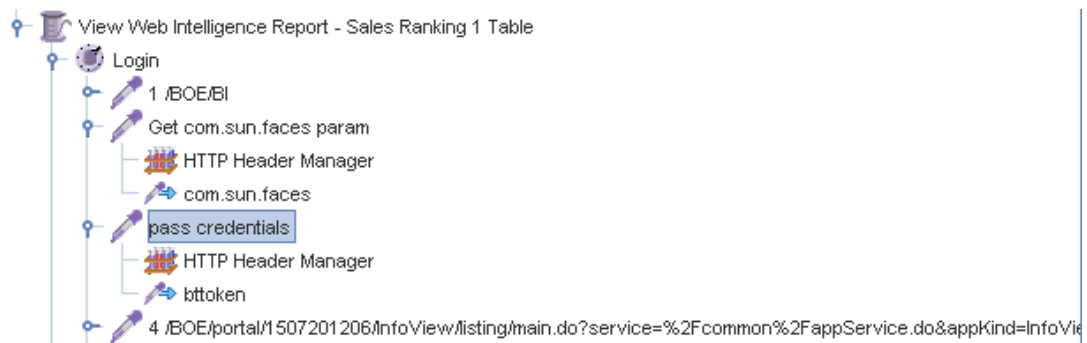 View Web Intelligence Report - Sales Ranking 1 Table
Login
1 /BOE/BI
Get com.sun.faces param
HTTP Header Manager
com.sun.faces
pass credentials
HTTP Header Manager
bttoken
4 /BOE/portal/1507201206/InfoView/listing/main.do?service=%2Fcommon%2FappService.do&appKind=InfoVie